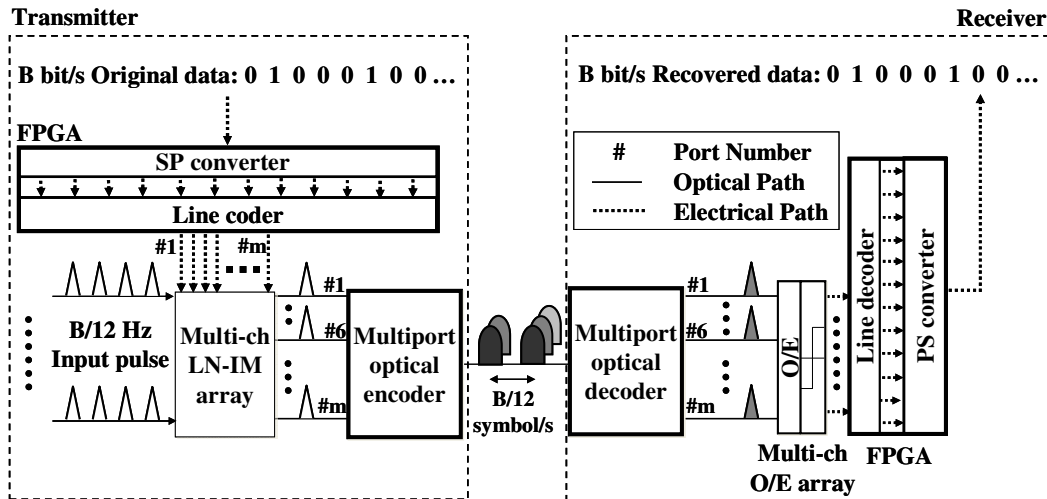 Transmitter
B bit/s Original data: 0 1 0 0 0 1 0 0 ...
FPGA
SP converter
Line coder
#1
#m
B/12 Hz
Input pulse
Multi-ch
LN-IM
array
#1
#6
#m
Multiport
optical
encoder
B/12
symbol/s
Receiver
B bit/s Recovered data: 0 1 0 0 0 1 0 0 ...
# Port Number
Optical Path
Electrical Path
Multiport
optical
decoder
#1
#6
#m
O/E
Multi-ch
O/E array
Line decoder
PS converter
FPGA